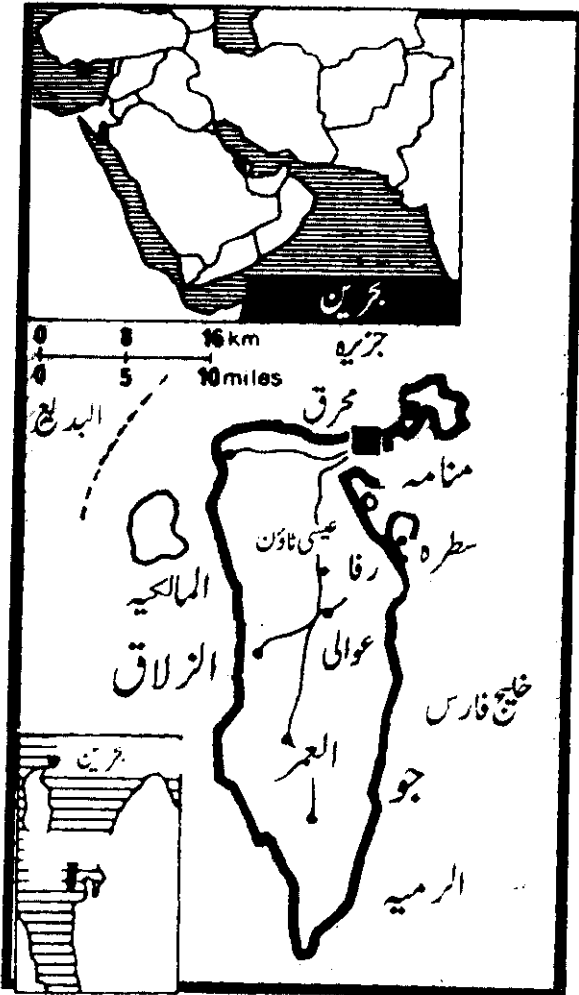 بحرین
0 8 16 km
0 5 10 miles
جزیرہ
محرق
البدیع
منامہ
عیسیٰ ٹاؤن
سطرہ
رفا
المالکیہ
عوالی
الزلاق
خلیج فارس
بحرین
العمر
جو
الرمیہ